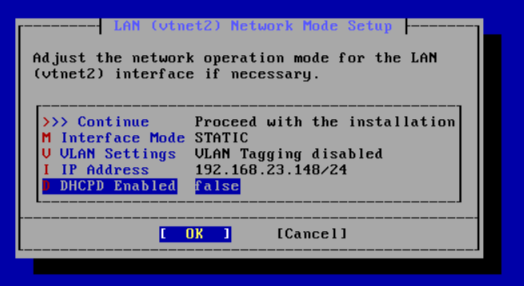 LAN (vtnet2) Network Mode Setup
Adjust the network operation mode for the LAN
(vtnet2) interface if necessary.
>>> Continue Proceed with the installation
M Interface Mode STATIC
V VLAN Settings VLAN Tagging disabled
I IP Address 192.168.23.148/24
D DHCPD Enabled false
[ OK ] [Cancel]